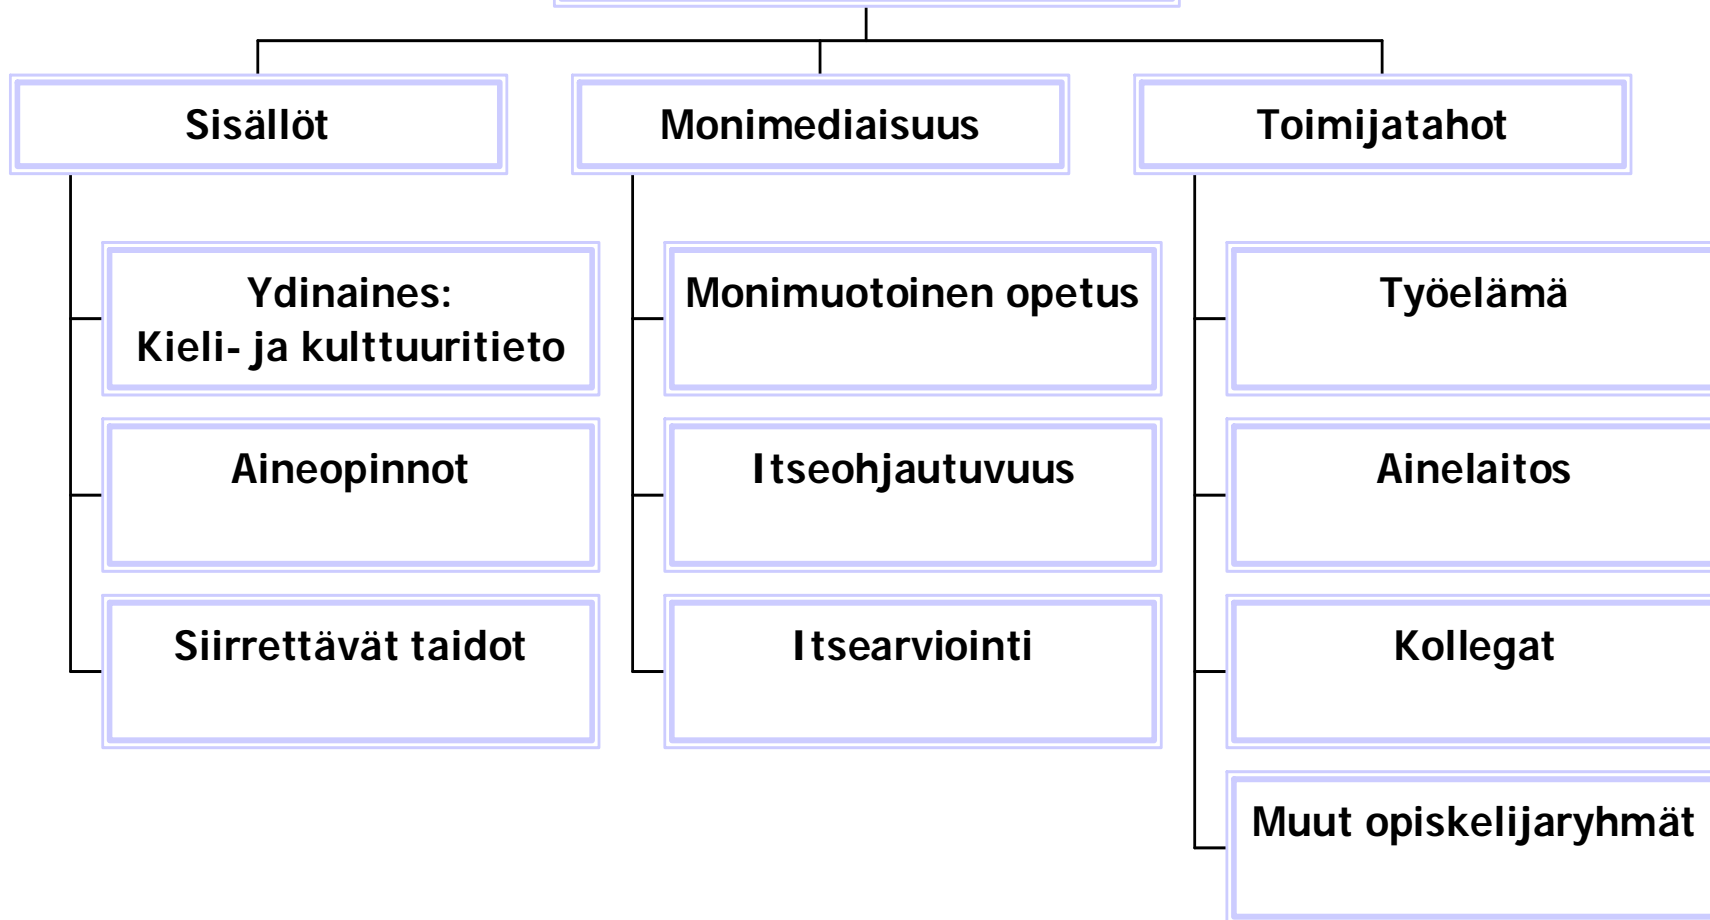 Sisällöt
Monimediaisuus
Toimijatahot
Ydinaines:
Kieli- ja kulttuuritieto
Aineopinnot
Siirrettävät taidot
Monimuotoinen opetus
Itseohjautuvuus
Itsearviointi
Työelämä
Ainelaitos
Kollegat
Muut opiskelijaryhmät